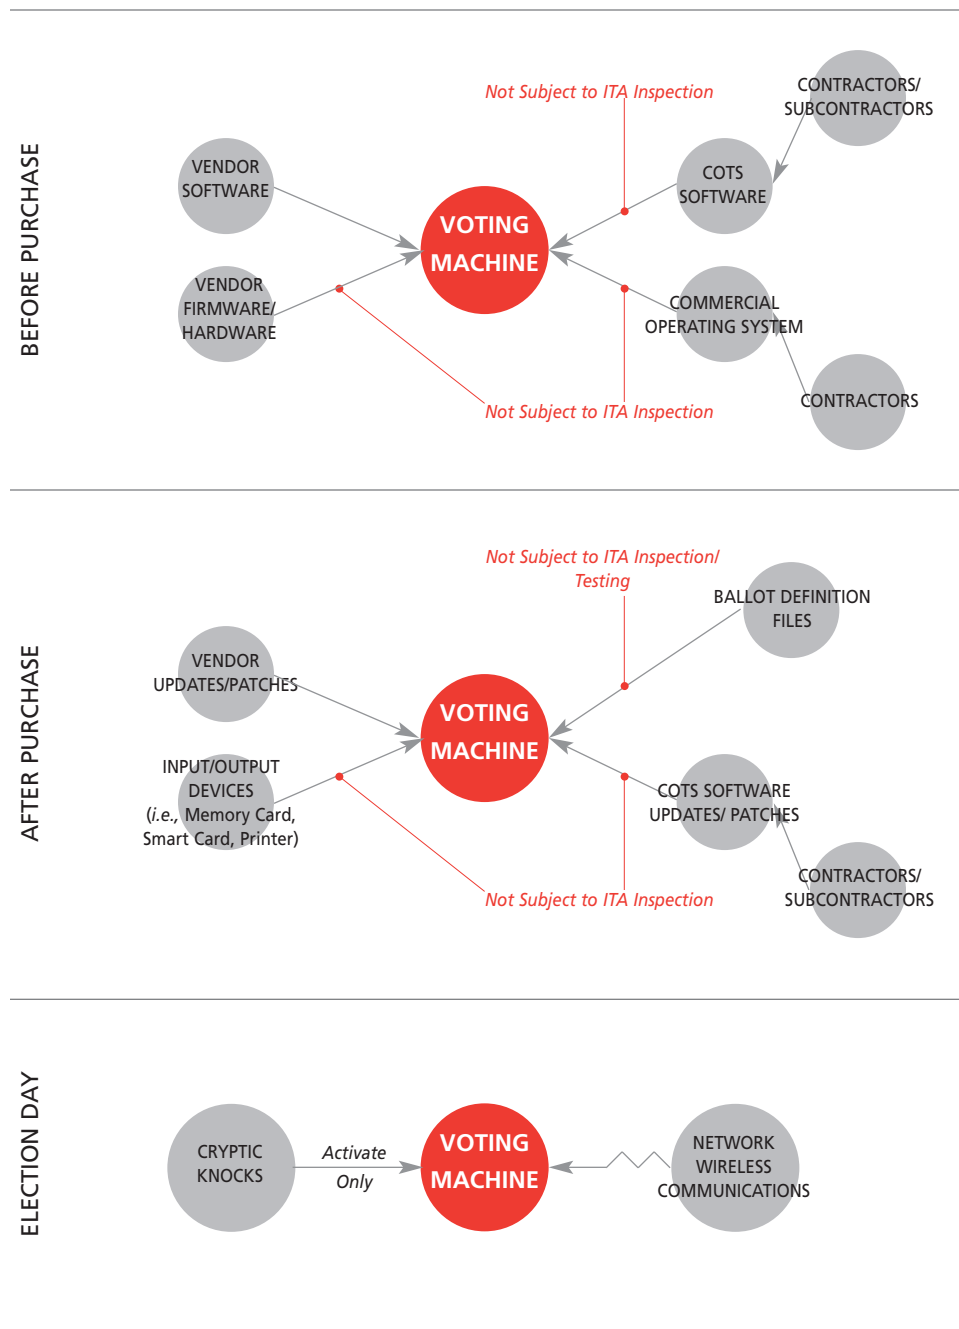 BEFORE PURCHASE
Not Subject to ITA Inspection
CONTRACTORS/
SUBCONTRACTORS
VENDOR
SOFTWARE
COTS
SOFTWARE
VOTING
MACHINE
VENDOR
FIRMWARE/
HARDWARE
COMMERCIAL
OPERATING SYSTEM
CONTRACTORS
Not Subject to ITA Inspection
AFTER PURCHASE
Not Subject to ITA Inspection/
Testing
BALLOT DEFINITION
FILES
VENDOR
UPDATES/PATCHES
VOTING
MACHINE
INPUT/OUTPUT
DEVICES
(i.e., Memory Card,
Smart Card, Printer)
COTS SOFTWARE
UPDATES/ PATCHES
CONTRACTORS/
SUBCONTRACTORS
Not Subject to ITA Inspection
ELECTION DAY
CRYPTIC
KNOCKS
Activate
Only
VOTING
MACHINE
NETWORK
WIRELESS
COMMUNICATIONS